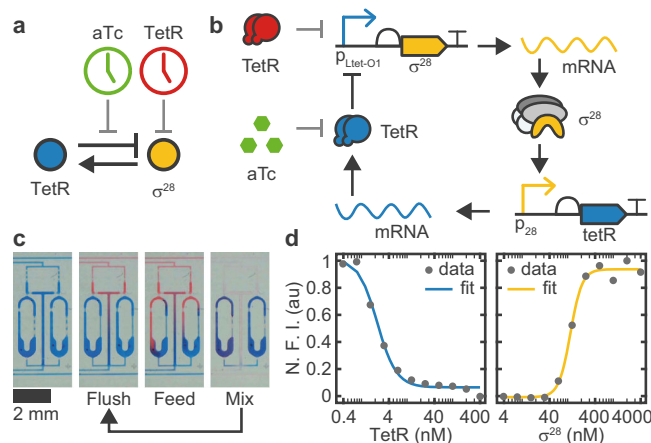 a
aTc TetR
TetR
σ²⁸
b
TetR
pLtet-O1
σ²⁸
mRNA
σ²⁸
aTc
TetR
mRNA
p₂₈
tetR
c
2 mm
Flush
Feed
Mix
d
N. F. I. (au)
1
0.8
0.6
0.4
0.2
0
data
fit
0.4 4 40 400
TetR (nM)
data
fit
4 40 400 4000
σ²⁸ (nM)